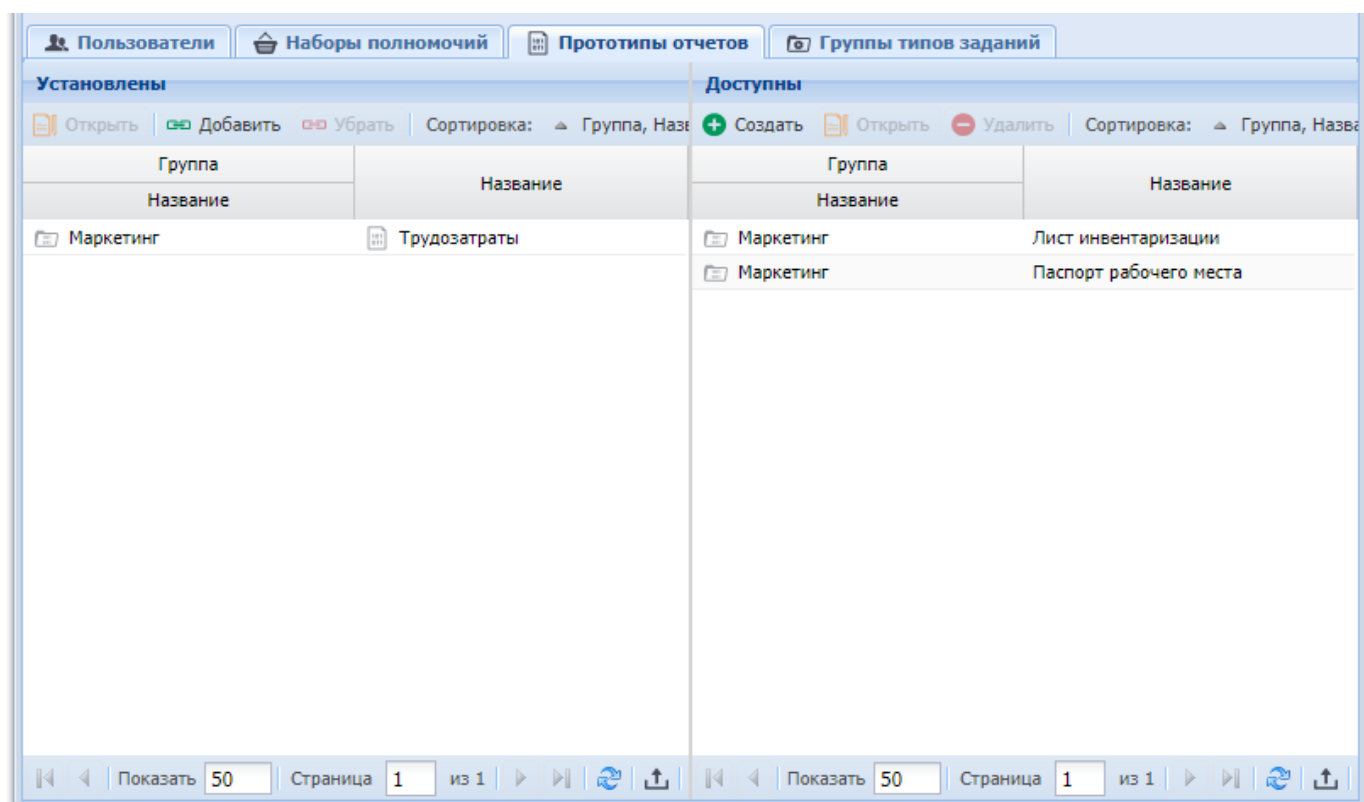 Пользователи Наборы полномочий Прототипы отчетов Группы типов заданий
Установлены Доступны
Открыть Добавить Убрать Сортировка: Группа, Создать Открыть Удалить Сортировка: Группа,
Группа Группа
Название Название
Название Название
Маркетинг Трудозатраты Маркетинг Лист инвентаризации
Маркетинг Паспорт рабочего места
Показать 50 Страница 1 из 1 Показать 50 Страница 1 из 1